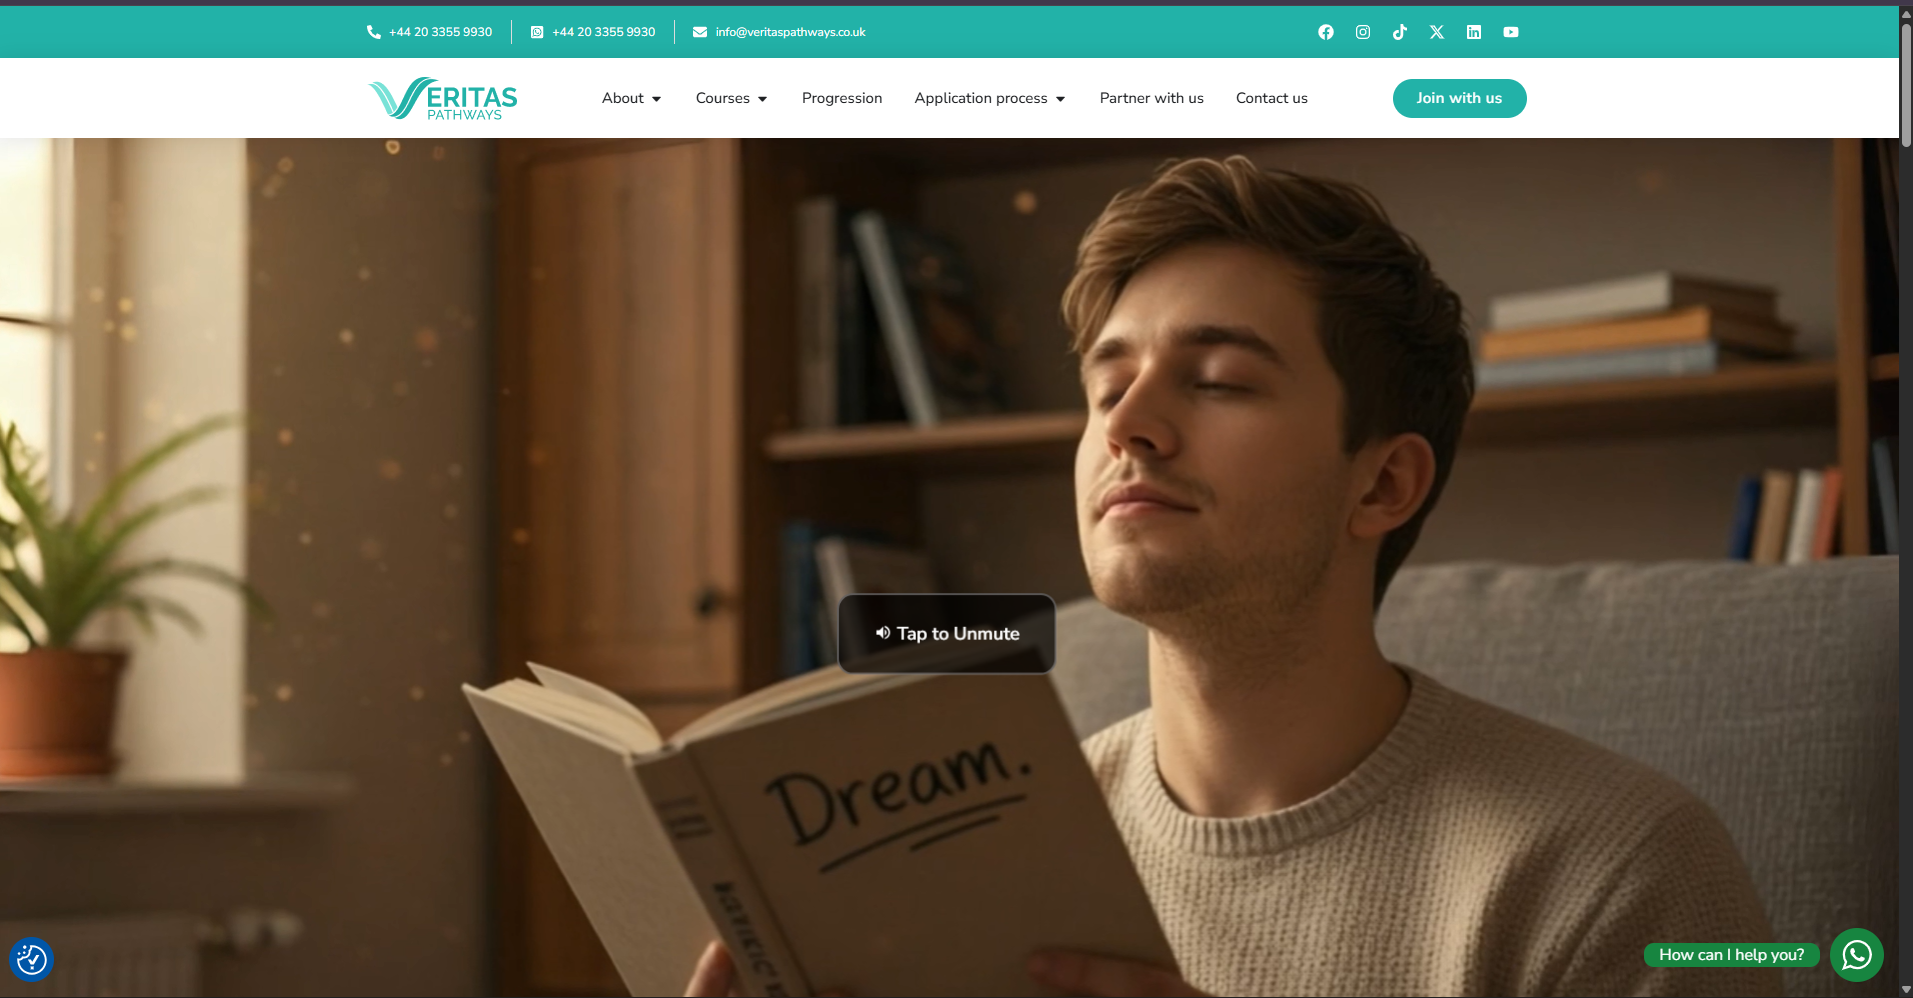 +44 20 3355 9930
+44 20 3355 9930
info@veritaspathways.co.uk
VERITAS
PATHWAYS
About
Courses
Progression
Application process
Partner with us
Contact us
Join with us
Tap to Unmute
Dream.
How can I help you?